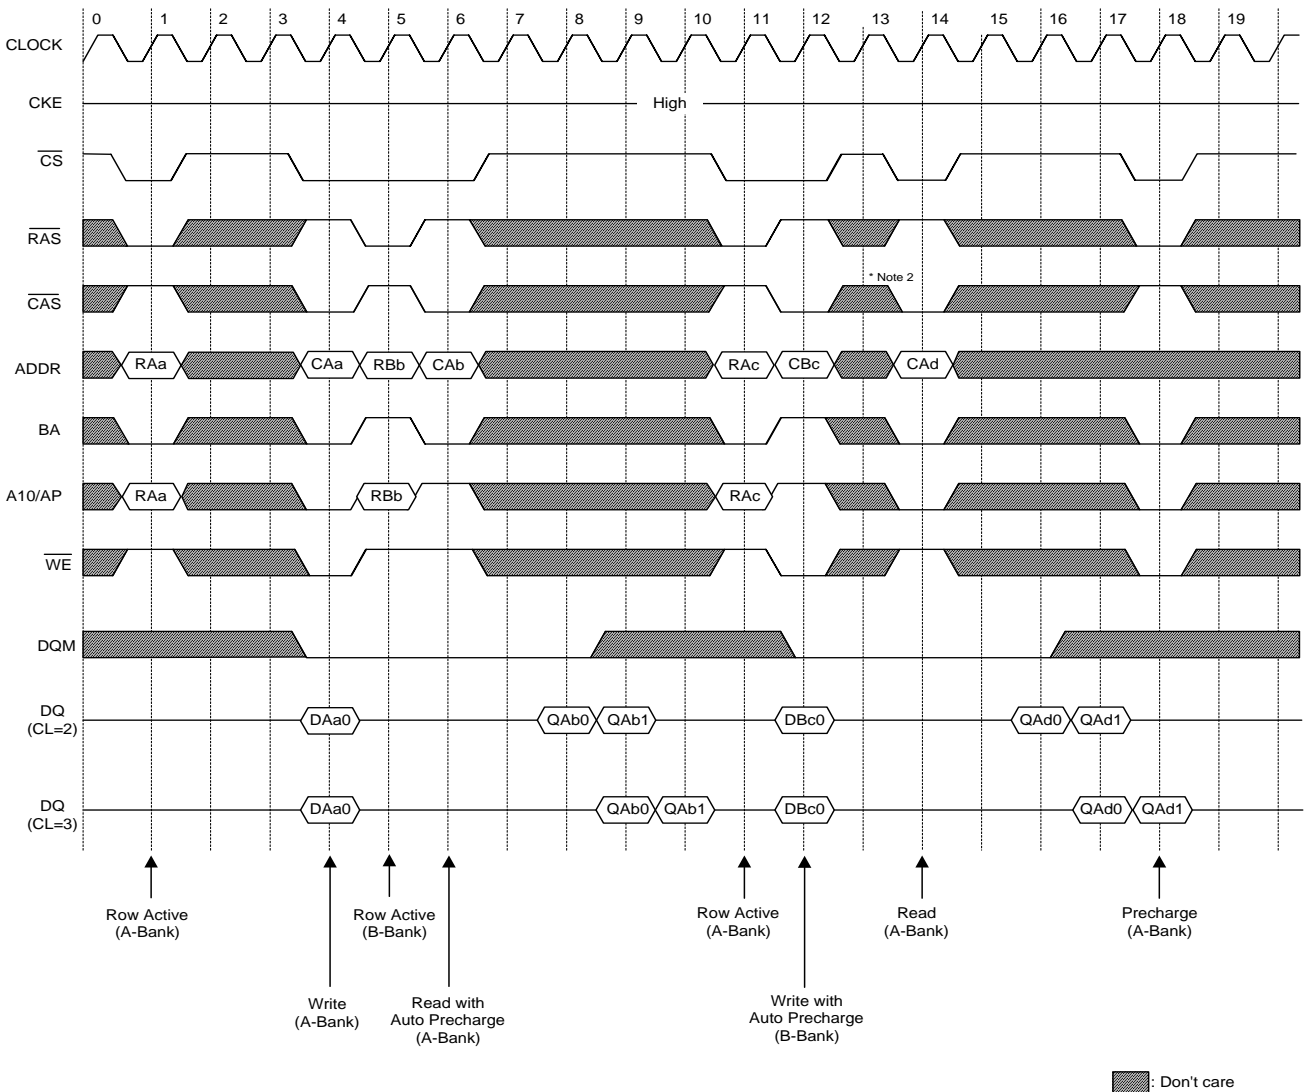 0 1 2 3 4 5 6 7 8 9 10 11 12 13 14 15 16 17 18 19
CLOCK
CKE
High
CS
RAS
* Note 2
CAS
ADDR
RAa CAa RBb CAb RAc CBc CAd
BA
A10/AP
RAa RBb RAc
WE
DQM
DQ
(CL=2)
DAa0 QAb0 QAb1 DBc0 QAd0 QAd1
DQ
(CL=3)
DAa0 QAb0 QAb1 DBc0 QAd0 QAd1
Row Active
(A-Bank)
Row Active
(B-Bank)
Row Active
(A-Bank)
Read
(A-Bank)
Precharge
(A-Bank)
Write
(A-Bank)
Read with
Auto Precharge
(A-Bank)
Write with
Auto Precharge
(B-Bank)
: Don't care